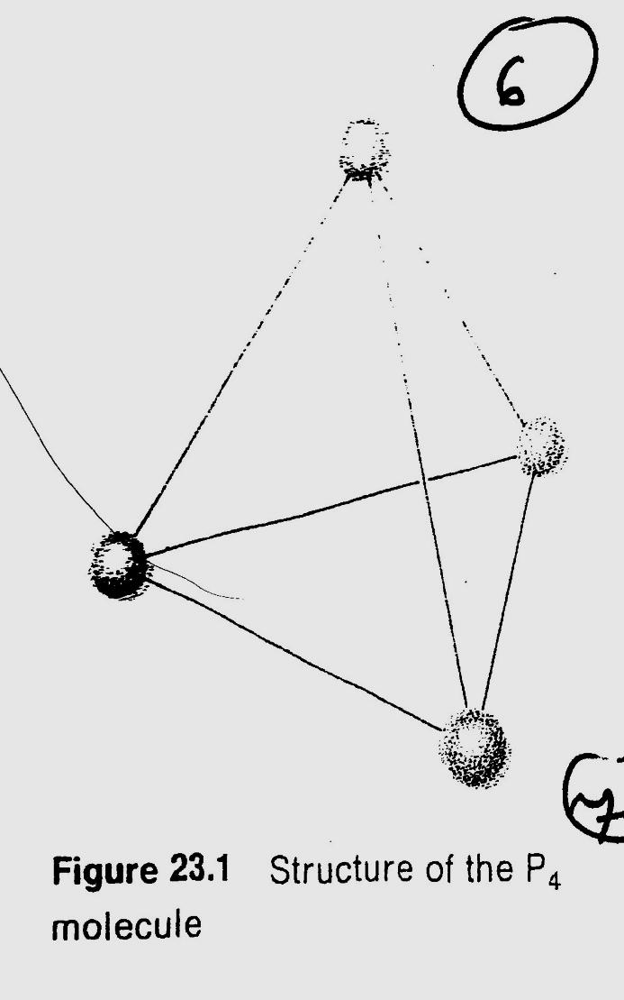 6
Figure 23.1 Structure of the P₄
molecule